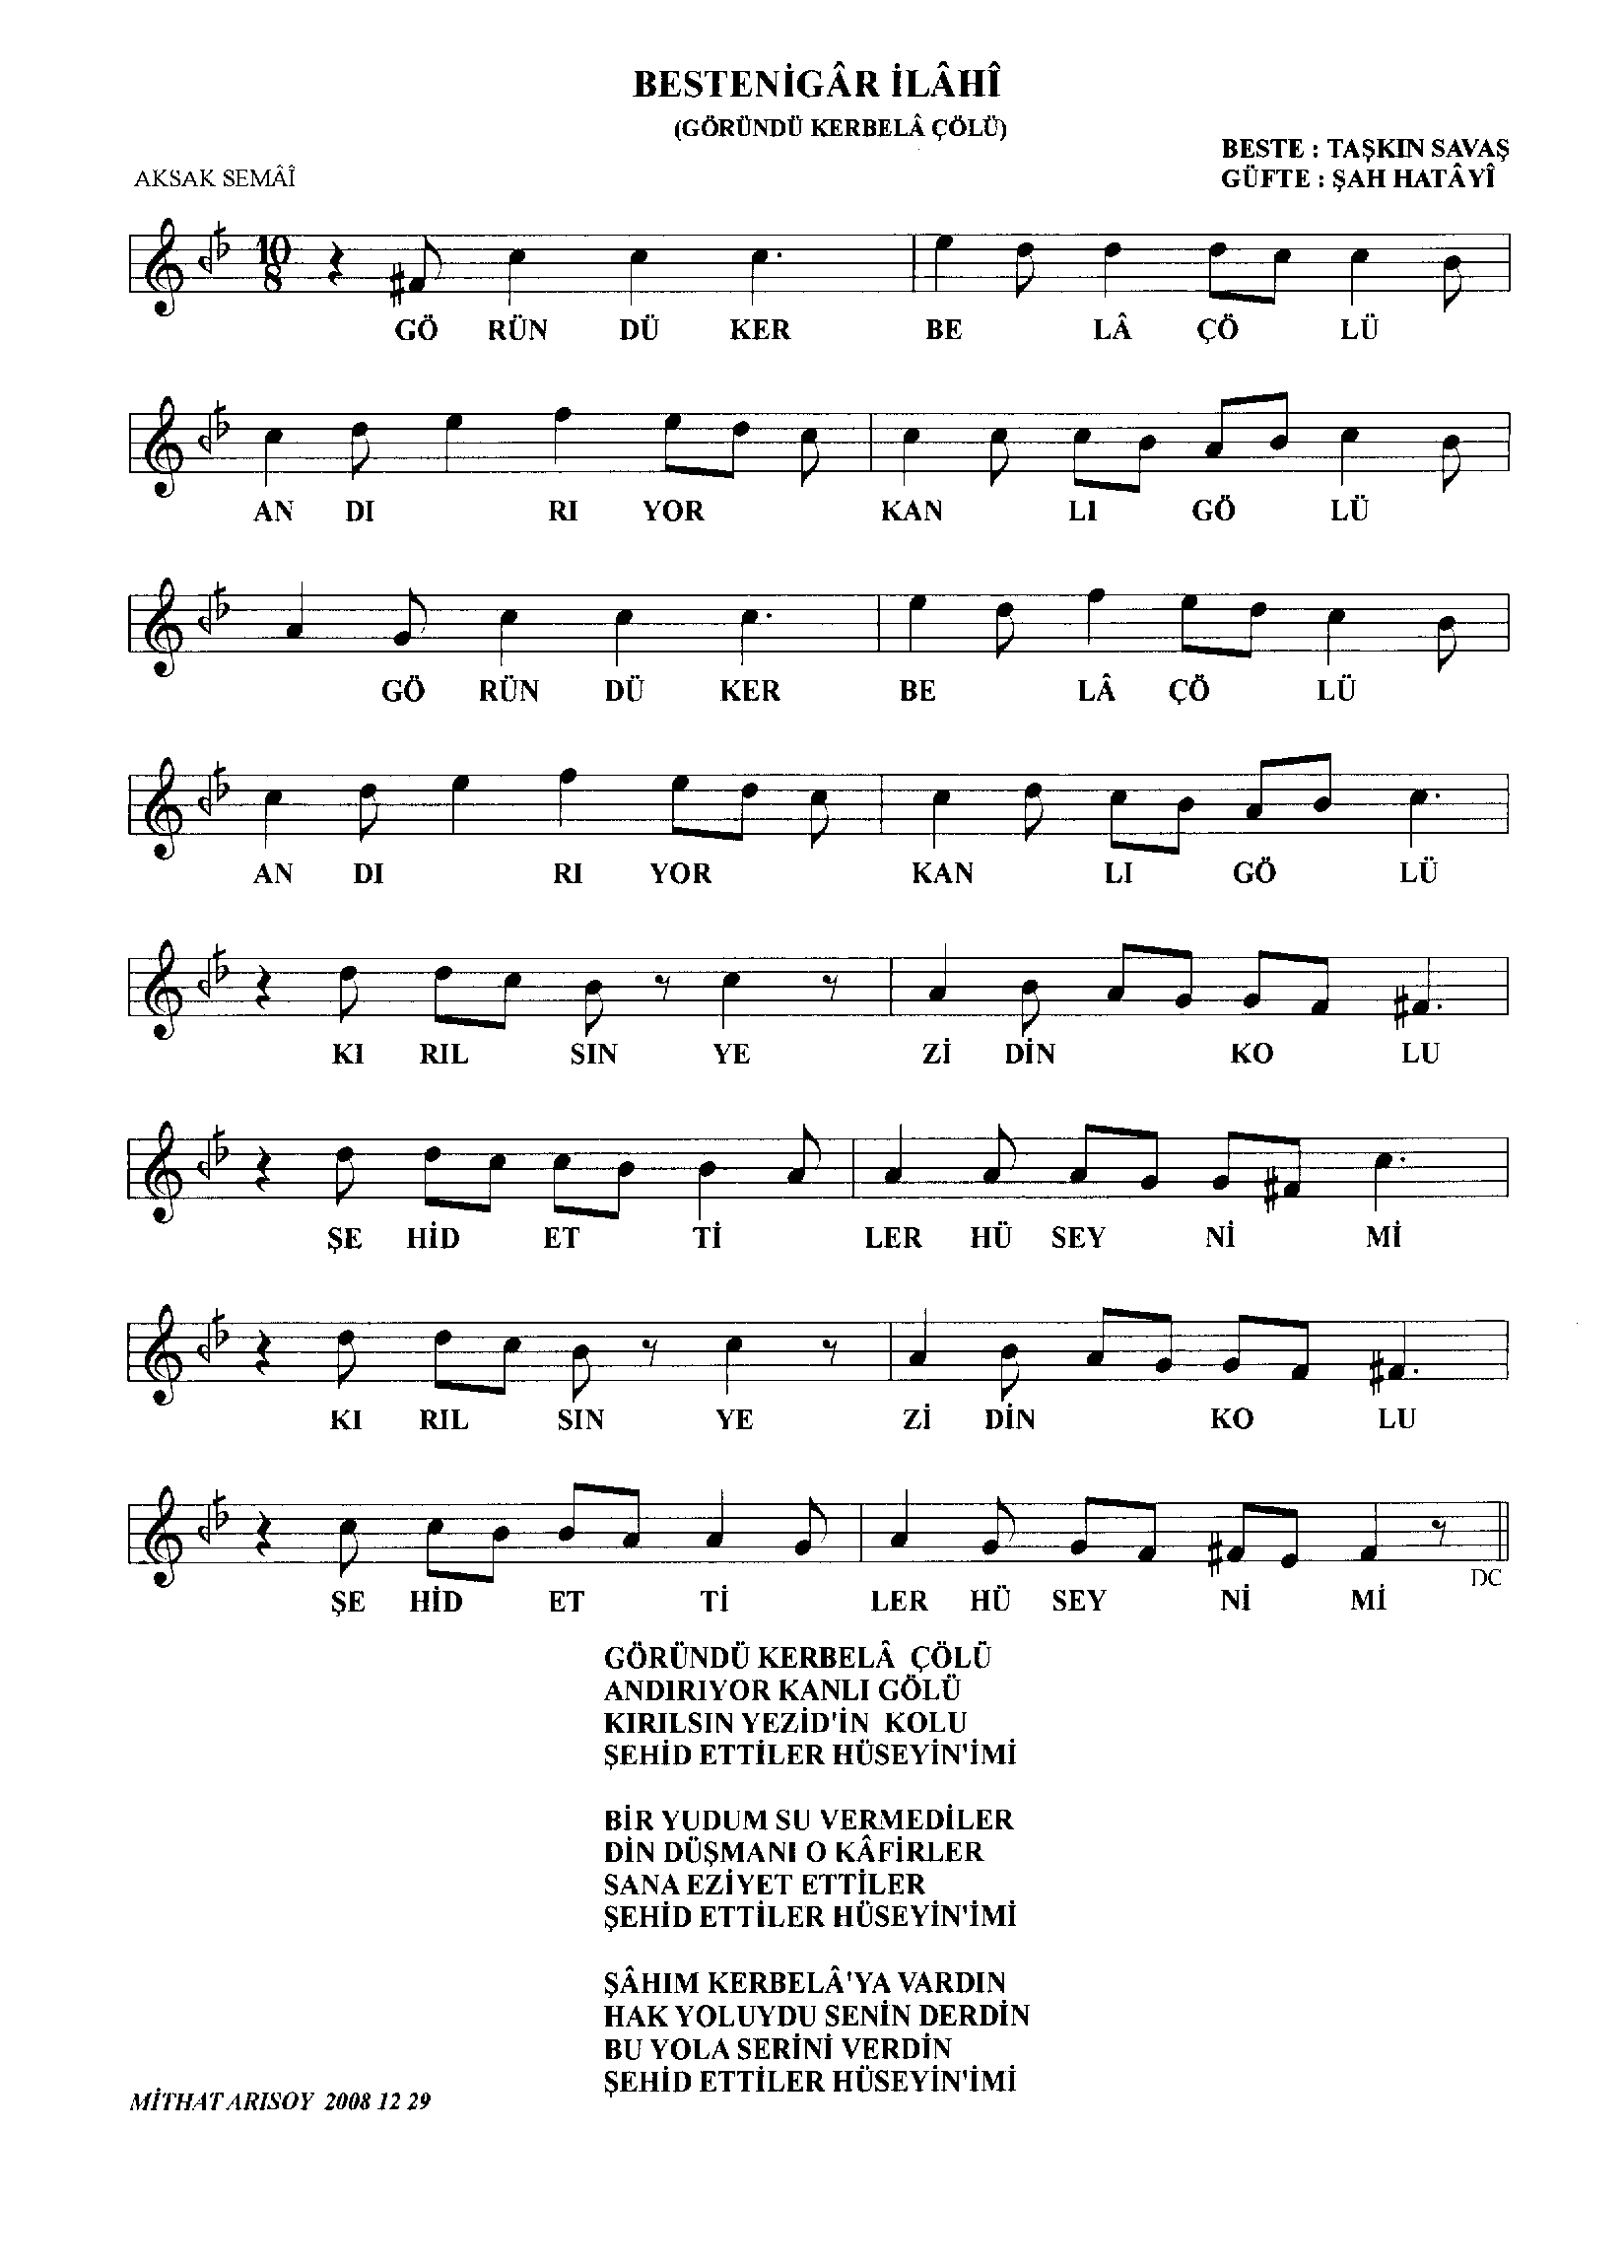 BESTENİGÂR İLÂHÎ
(GÖRÜNDÜ KERBELÂ ÇÖLÜ)
BESTE : TAŞKIN SAVAŞ
AKSAK SEMÂÎ
GÜFTE : ŞAH HATÂYÎ
10
8
GÖ RÜN DÜ KER BE LÂ ÇÖ LÜ
AN DI RI YOR KAN LI GÖ LÜ
GÖ RÜN DÜ KER BE LÂ ÇÖ LÜ
AN DI RI YOR KAN LI GÖ LÜ
KI RIL SIN YE Zİ DİN KO LU
ŞE HİD ET Tİ LER HÜ SEY Nİ Mİ
KI RIL SIN YE Zİ DİN KO LU
DC
ŞE HİD ET Tİ LER HÜ SEY Nİ Mİ
GÖRÜNDÜ KERBELÂ ÇÖLÜ
ANDIRIYOR KANLI GÖLÜ
KIRILSIN YEZİD'İN KOLU
ŞEHİD ETTİLER HÜSEYİN'İMİ
BİR YUDUM SU VERMEDİLER
DİN DÜŞMANI O KÂFİRLER
SANA EZİYET ETTİLER
ŞEHİD ETTİLER HÜSEYİN'İMİ
ŞÂHIM KERBELÂ'YA VARDIN
HAK YOLUYDU SENİN DERDİN
BU YOLA SERİNİ VERDİN
ŞEHİD ETTİLER HÜSEYİN'İMİ
MİTHAT ARISOY 2008 12 29